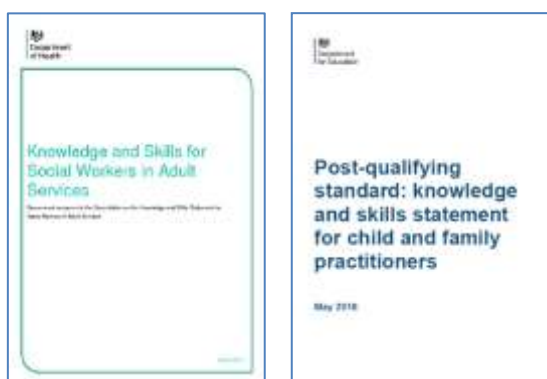 Department
of Health
Knowledge and Skills for
Social Workers in Adult
Services
Department
for Education
Post-qualifying
standard: knowledge
and skills statement
for child and family
practitioners
May 2018